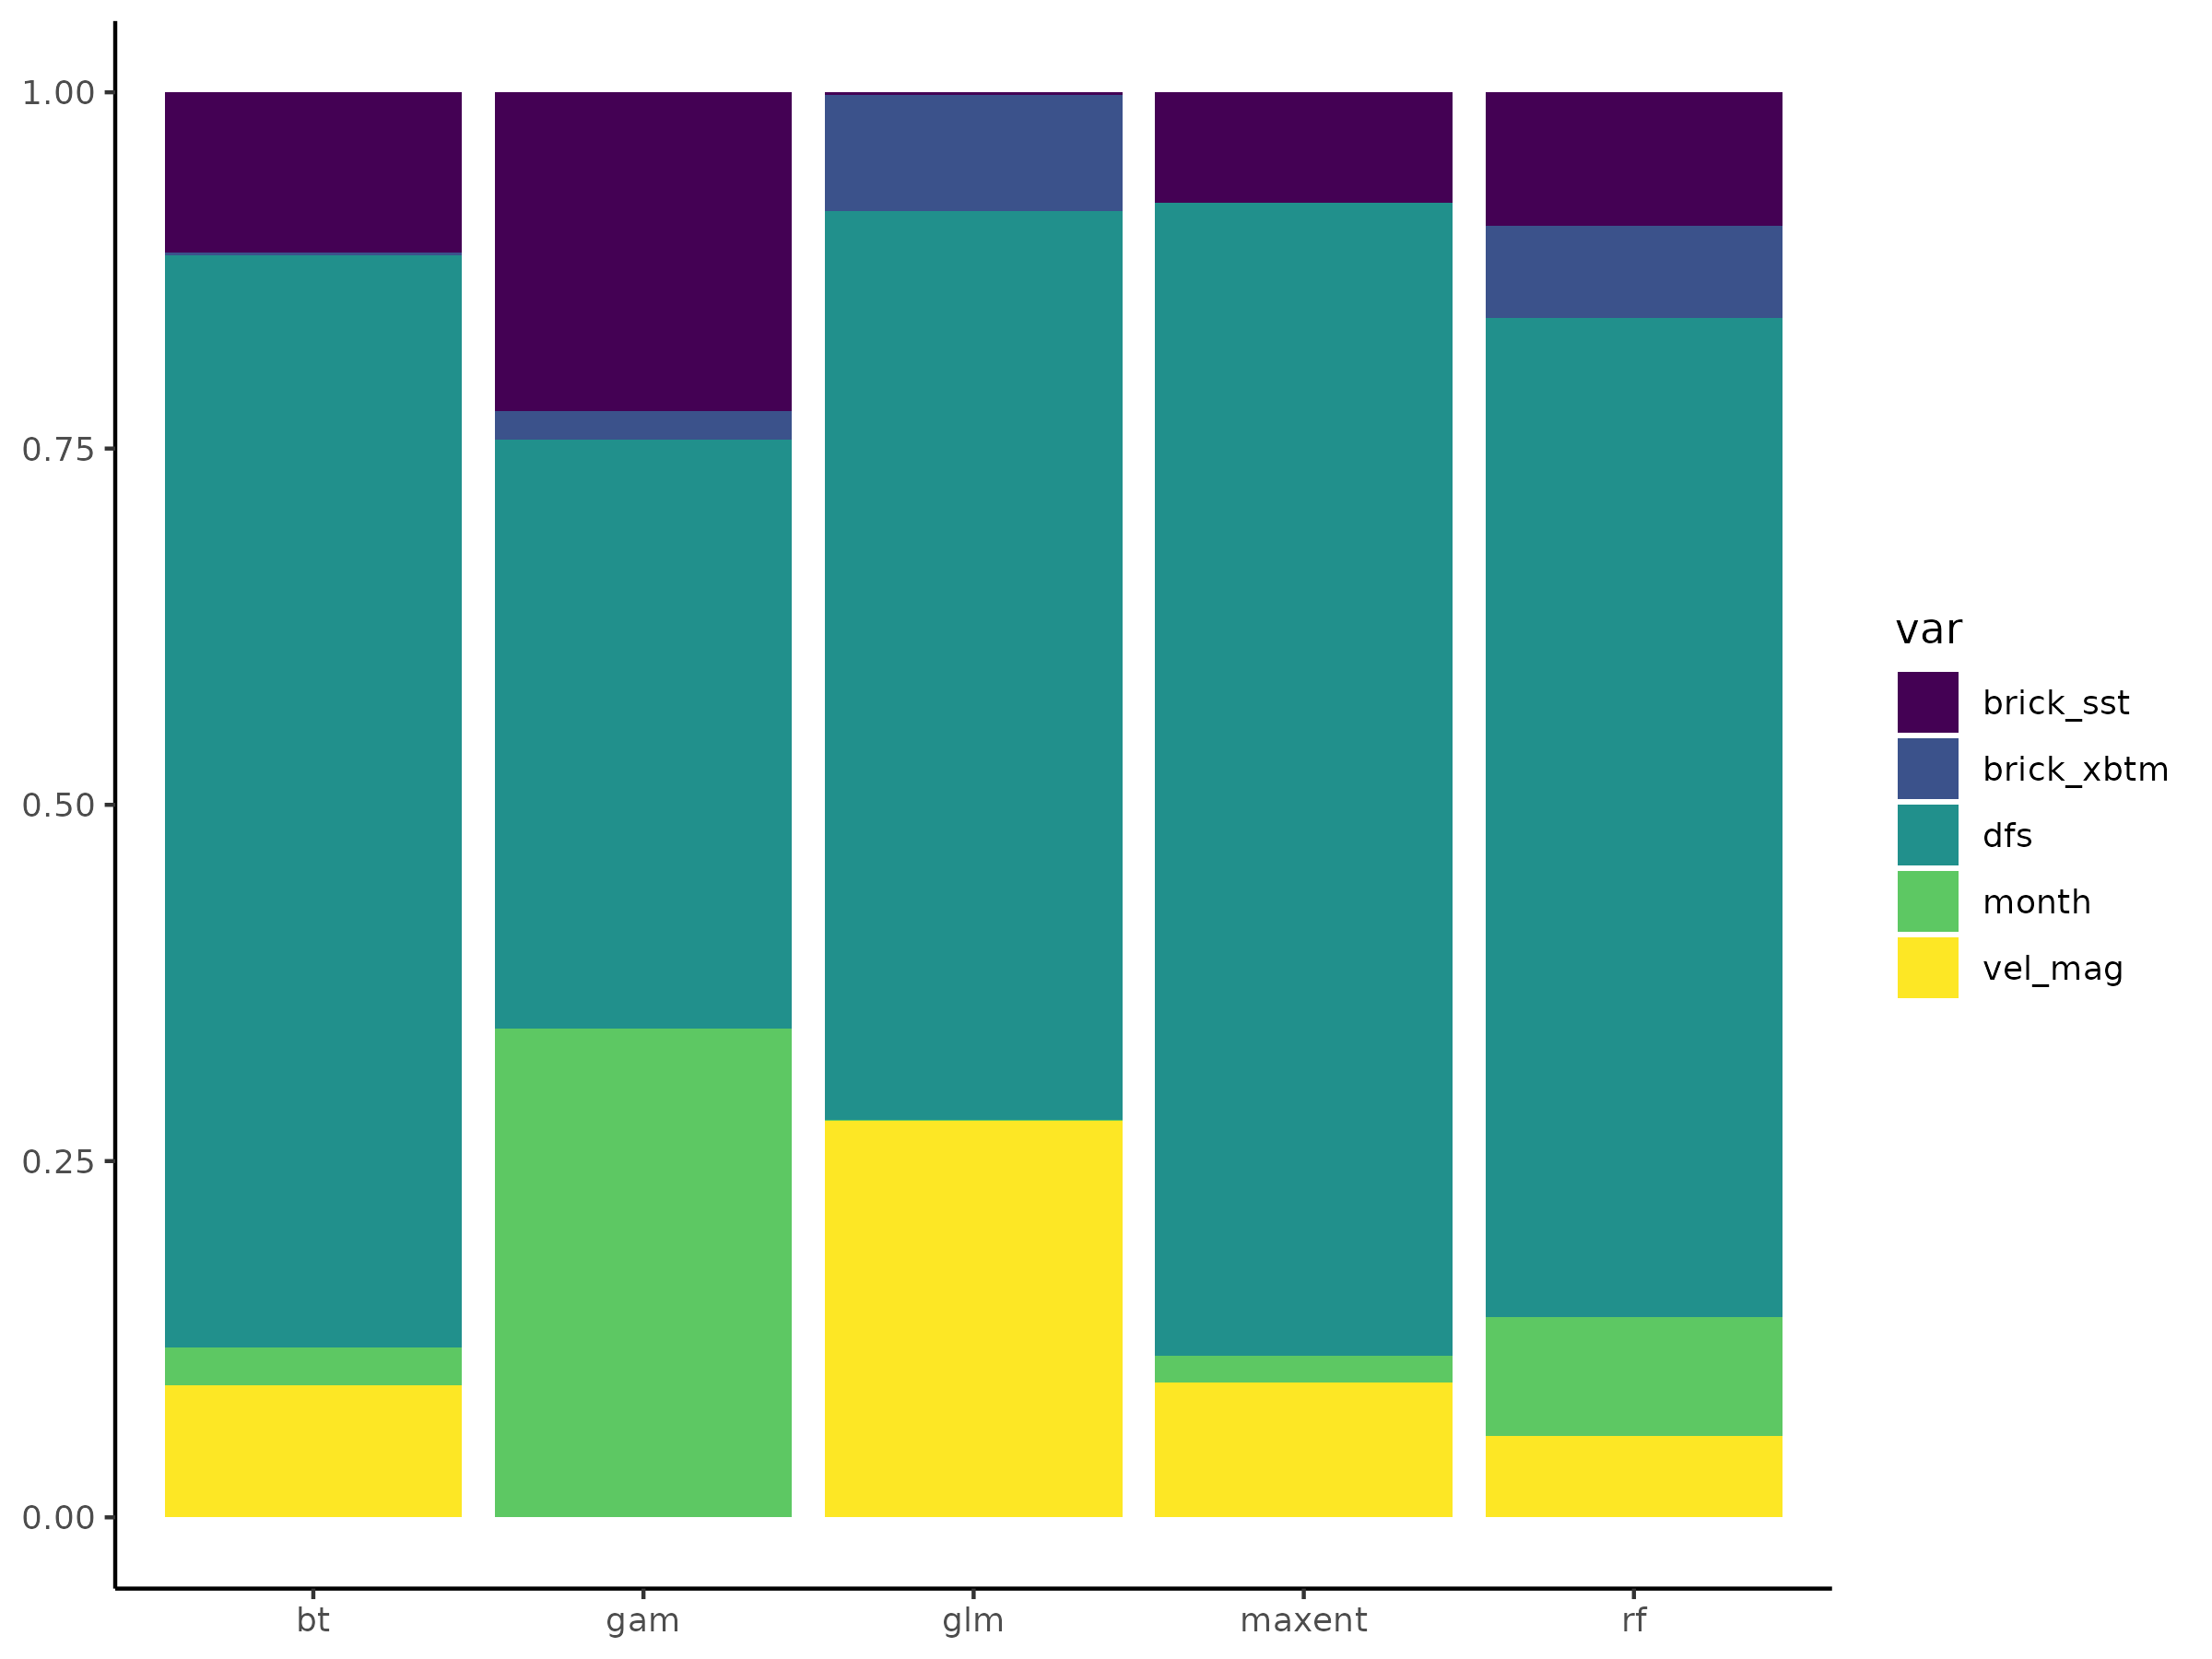 1.00
0.75
0.50
0.25
0.00
bt gam glm maxent rf
var
brick_sst
brick_xbtm
dfs
month
vel_mag